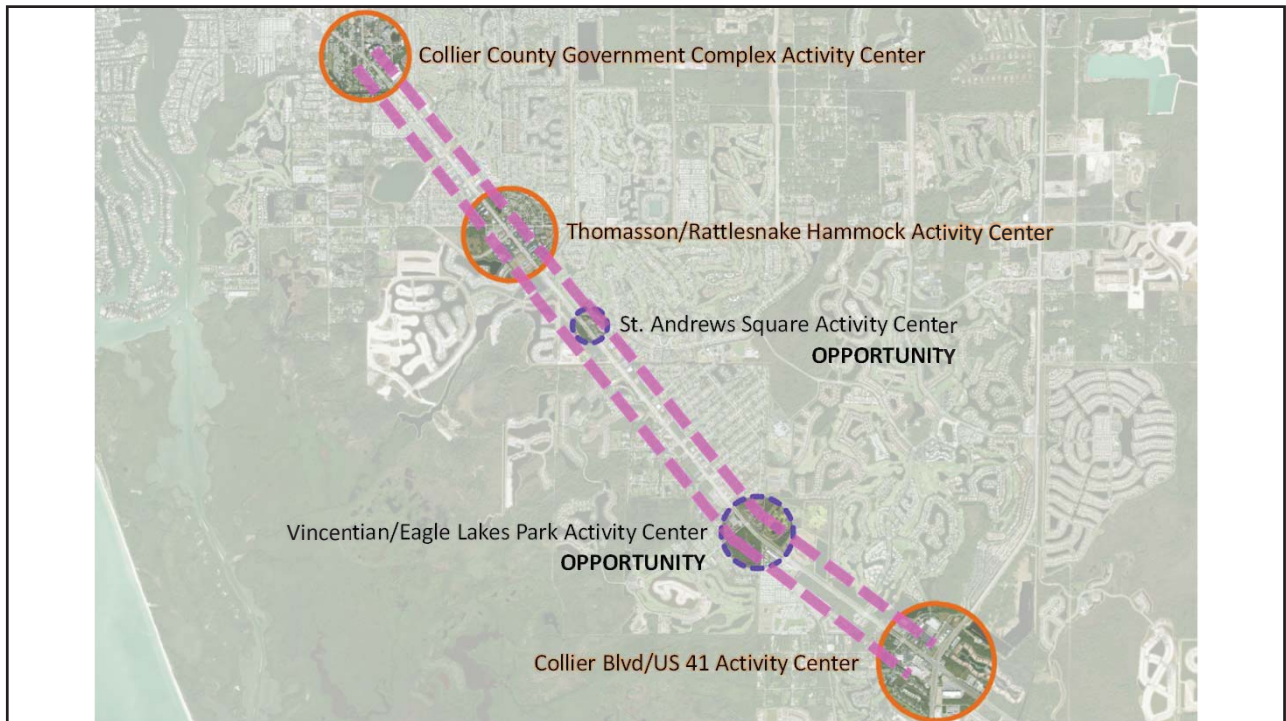 Collier County Government Complex Activity Center
Thomasson/Rattlesnake Hammock Activity Center
St. Andrews Square Activity Center
OPPORTUNITY
Vincentian/Eagle Lakes Park Activity Center
OPPORTUNITY
Collier Blvd/US 41 Activity Center